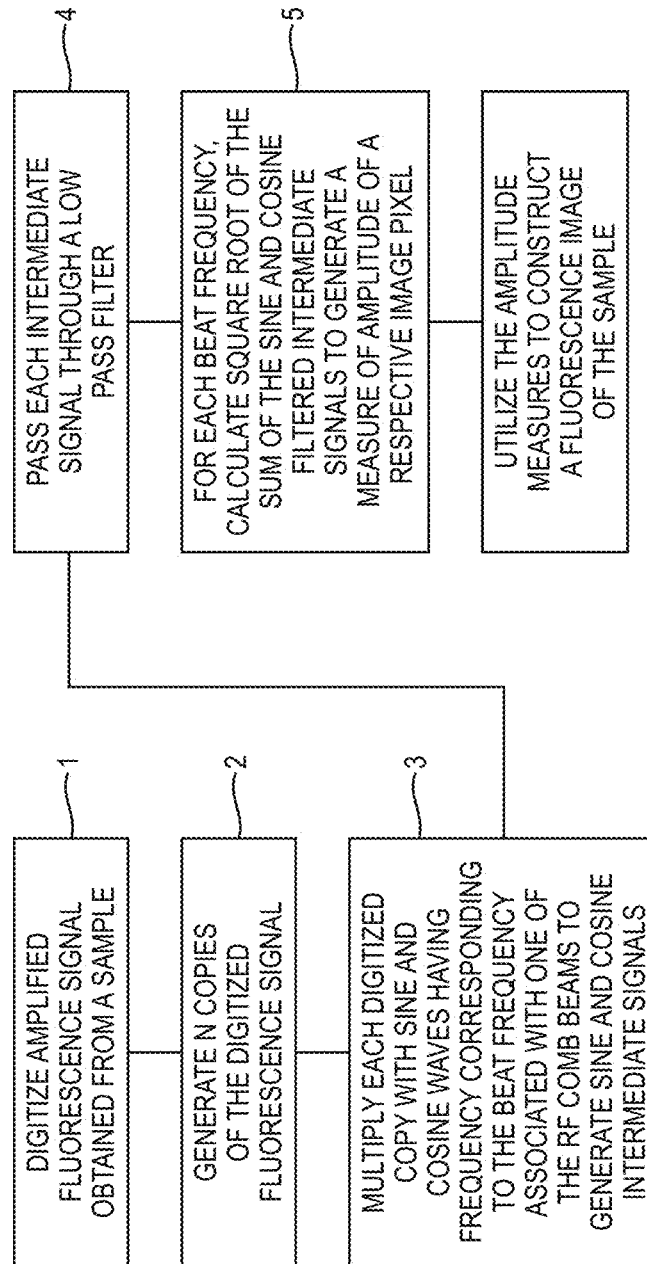 1
DIGITIZE AMPLIFIED
FLUORESCENCE SIGNAL
OBTAINED FROM A SAMPLE
2
GENERATE N COPIES
OF THE DIGITIZED
FLUORESCENCE SIGNAL
3
MULTIPLY EACH DIGITIZED
COPY WITH SINE AND
COSINE WAVES HAVING
FREQUENCY CORRESPONDING
TO THE BEAT FREQUENCY
ASSOCIATED WITH ONE OF
THE RF COMB BEAMS TO
GENERATE SINE AND COSINE
INTERMEDIATE SIGNALS
4
PASS EACH INTERMEDIATE
SIGNAL THROUGH A LOW
PASS FILTER
5
FOR EACH BEAT FREQUENCY,
CALCULATE SQUARE ROOT OF THE
SUM OF THE SINE AND COSINE
FILTERED INTERMEDIATE
SIGNALS TO GENERATE A
MEASURE OF AMPLITUDE OF A
RESPECTIVE IMAGE PIXEL
UTILIZE THE AMPLITUDE
MEASURES TO CONSTRUCT
A FLUORESCENCE IMAGE
OF THE SAMPLE